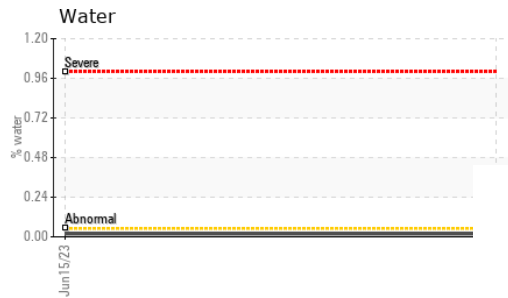 Water
1.20
Severe
0.96
0.72
% water
0.48
0.24
Abnormal
0.00
Jun15/23